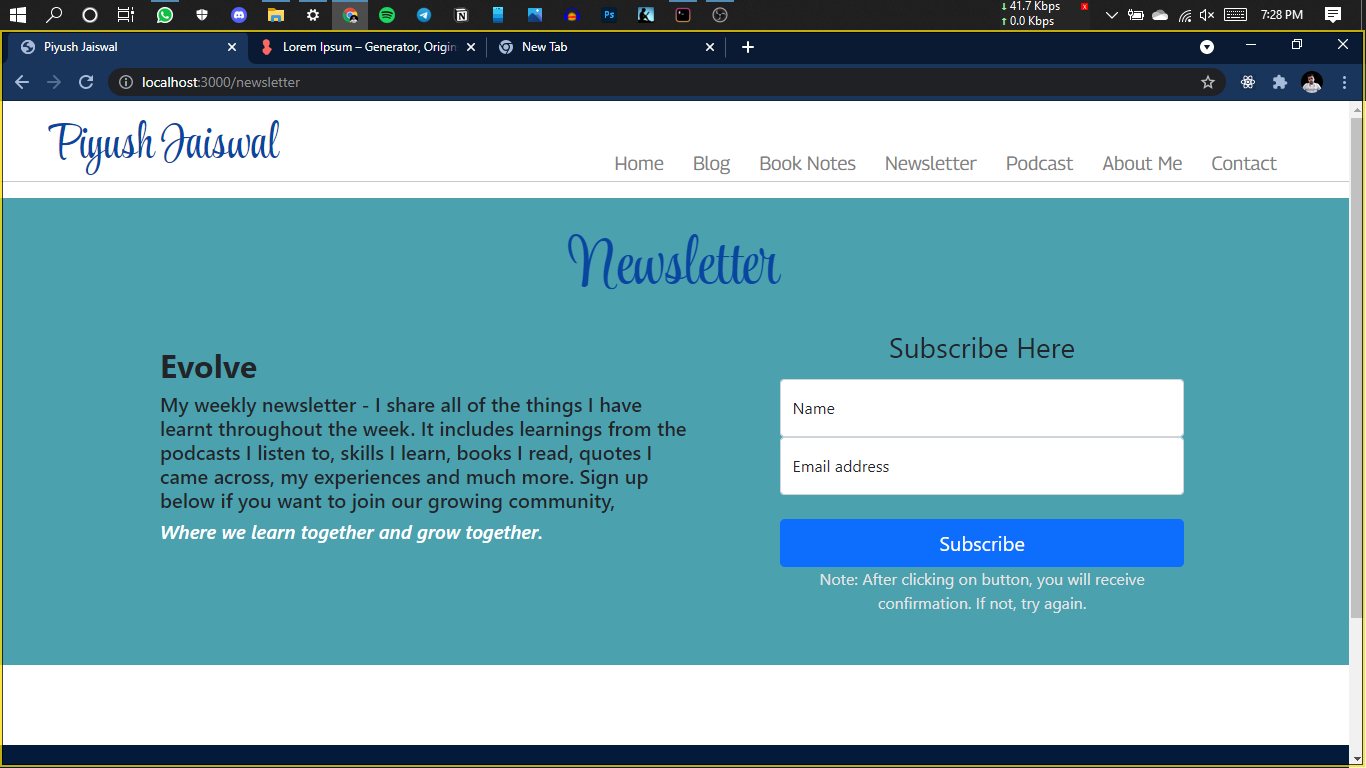 41.7 Kbps
0.0 Kbps
7:28 PM
Piyush Jaiswal
Lorem Ipsum – Generator, Origin
New Tab
localhost:3000/newsletter
Piyush Jaiswal
Home Blog Book Notes Newsletter Podcast About Me Contact
Newsletter
Evolve
My weekly newsletter - I share all of the things I have
learnt throughout the week. It includes learnings from the
podcasts I listen to, skills I learn, books I read, quotes I
came across, my experiences and much more. Sign up
below if you want to join our growing community,
Where we learn together and grow together.
Subscribe Here
Name
Email address
Subscribe
Note: After clicking on button, you will receive
confirmation. If not, try again.